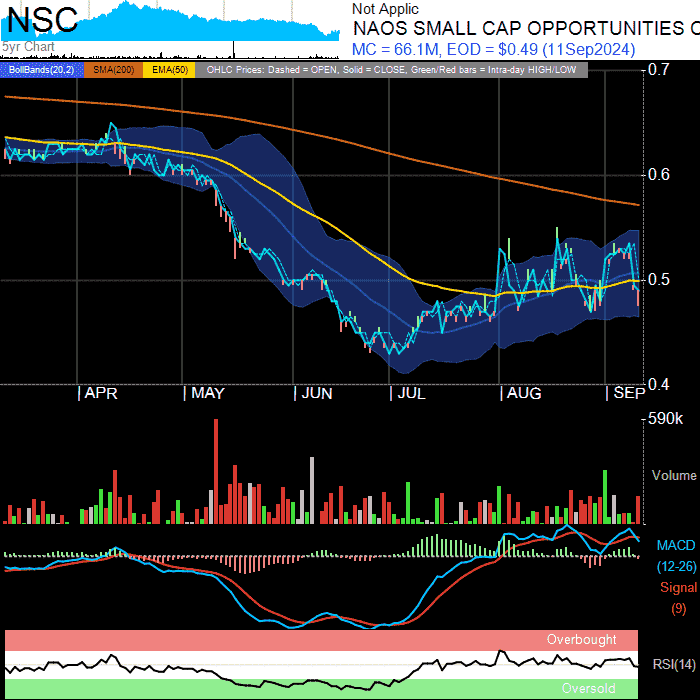 NSC
5yr Chart
Not Applic
NAOS SMALL CAP OPPORTUNITIES C
MC = 66.1M, EOD = $0.49 (11Sep2024)
BollBands(20,2) SMA(200) EMA(50) OHLC Prices: Dashed = OPEN, Solid = CLOSE, Green/Red bars = Intra-day HIGH/LOW
0.7
0.6
0.5
0.4
| APR | MAY | JUN | JUL | AUG | SEP
590k
Volume
MACD
(12-26)
Signal
(9)
Overbought
RSI(14)
Oversold